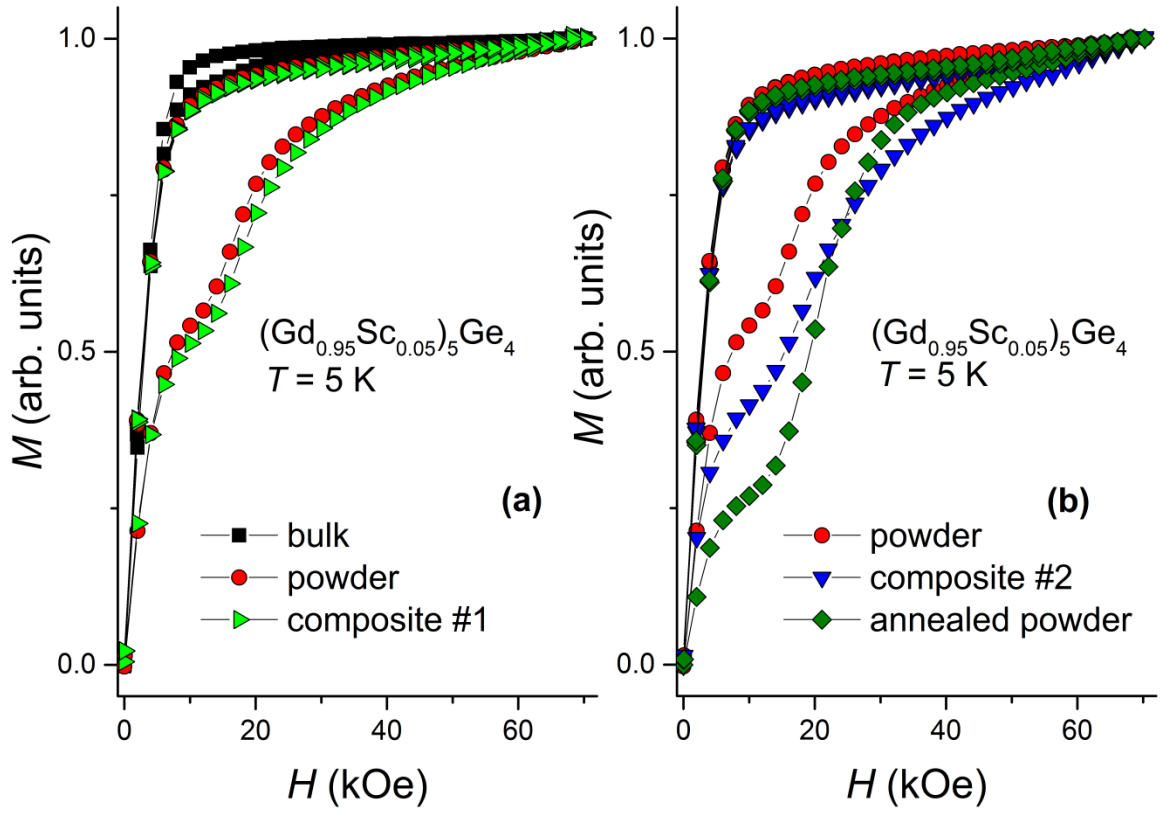 1.0
0.5
0.0
M (arb. units)
(Gd0.95Sc0.05)5Ge4
T = 5 K
(a)
bulk
powder
composite #1
0 20 40 60
H (kOe)
1.0
0.5
0.0
M (arb. units)
(Gd0.95Sc0.05)5Ge4
T = 5 K
(b)
powder
composite #2
annealed powder
0 20 40 60
H (kOe)